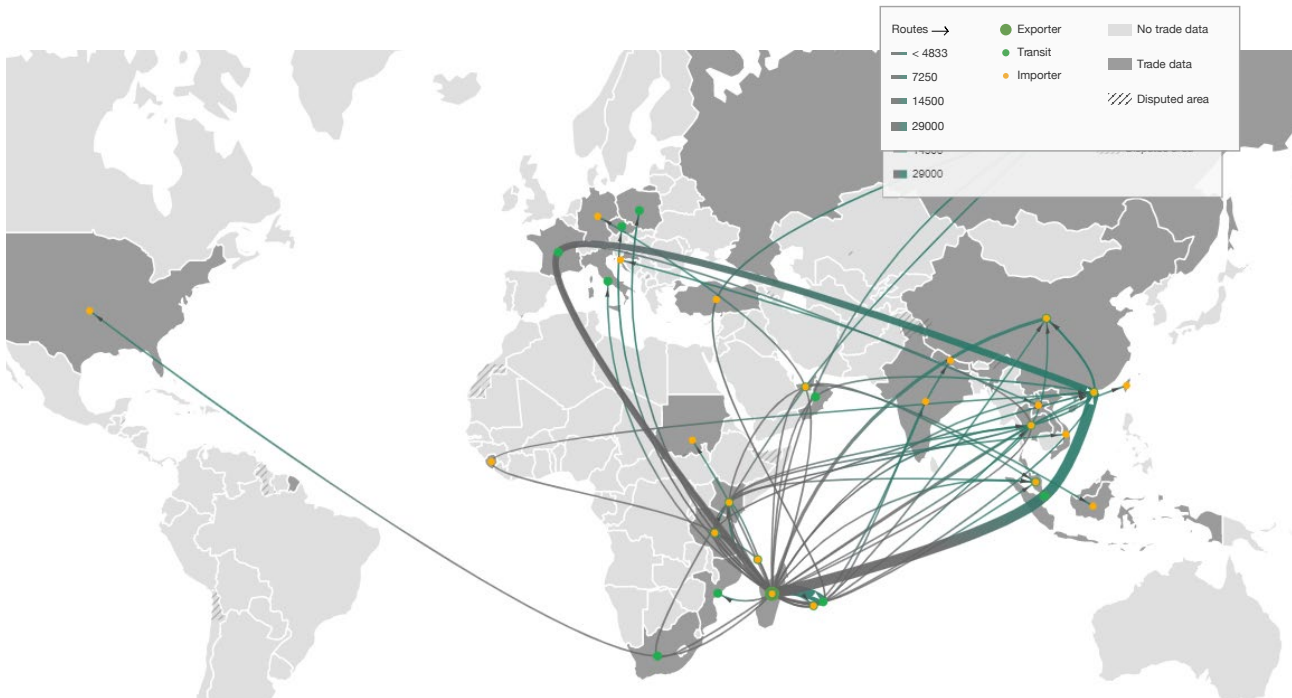 Routes →
< 4833
7250
14500
29000
Exporter
Transit
Importer
No trade data
Trade data
Disputed area
29000